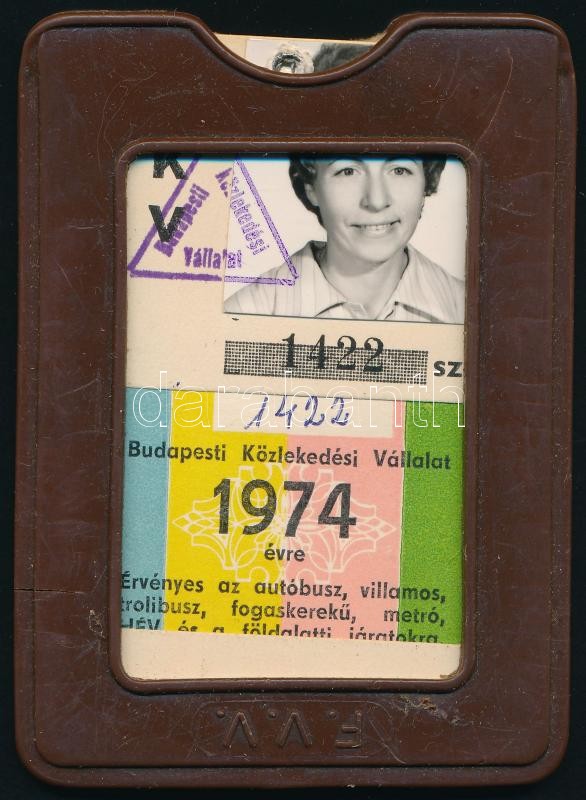 K
V
Budapesti
Közlekedési
Vállalat
1422 SZ
darabanth
1422
Budapesti Közlekedési Vállalat
1974
évre
Érvényes az autóbusz, villamos,
trolibusz, fogaskerekű, metró,
HÉV és a földalatti járatokra
F.V.V.